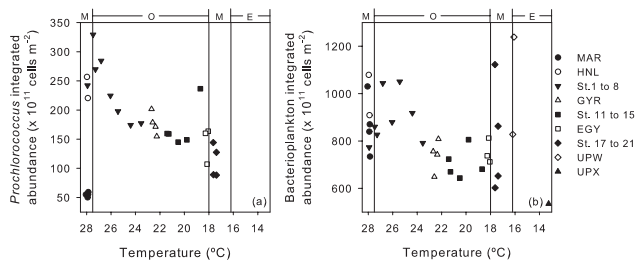 M O M E
350
300
250
200
150
100
50
Prochlorococcus integrated
abundance (x 10¹¹ cells m⁻²)
(a)
28 26 24 22 20 18 16 14
Temperature (ºC)
M O M E
1200
1000
800
600
Bacterioplankton integrated
abundance (x 10¹¹ cells m⁻²)
(b)
28 26 24 22 20 18 16 14
Temperature (ºC)
MAR
HNL
St.1 to 8
GYR
St. 11 to 15
EGY
St. 17 to 21
UPW
UPX